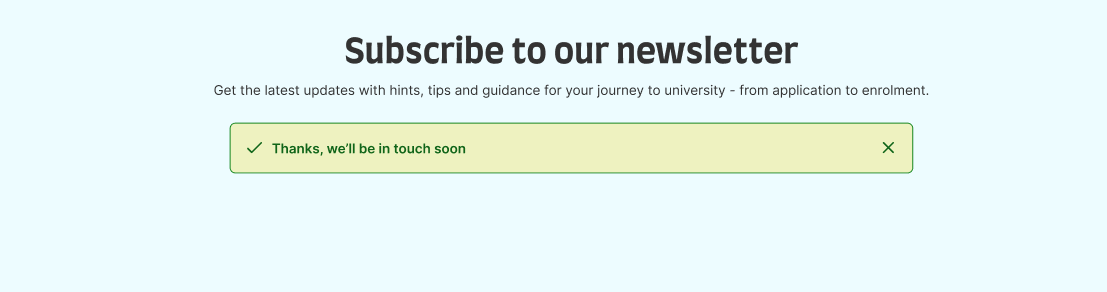 Subscribe to our newsletter
Get the latest updates with hints, tips and guidance for your journey to university - from application to enrolment.
Thanks, we’ll be in touch soon